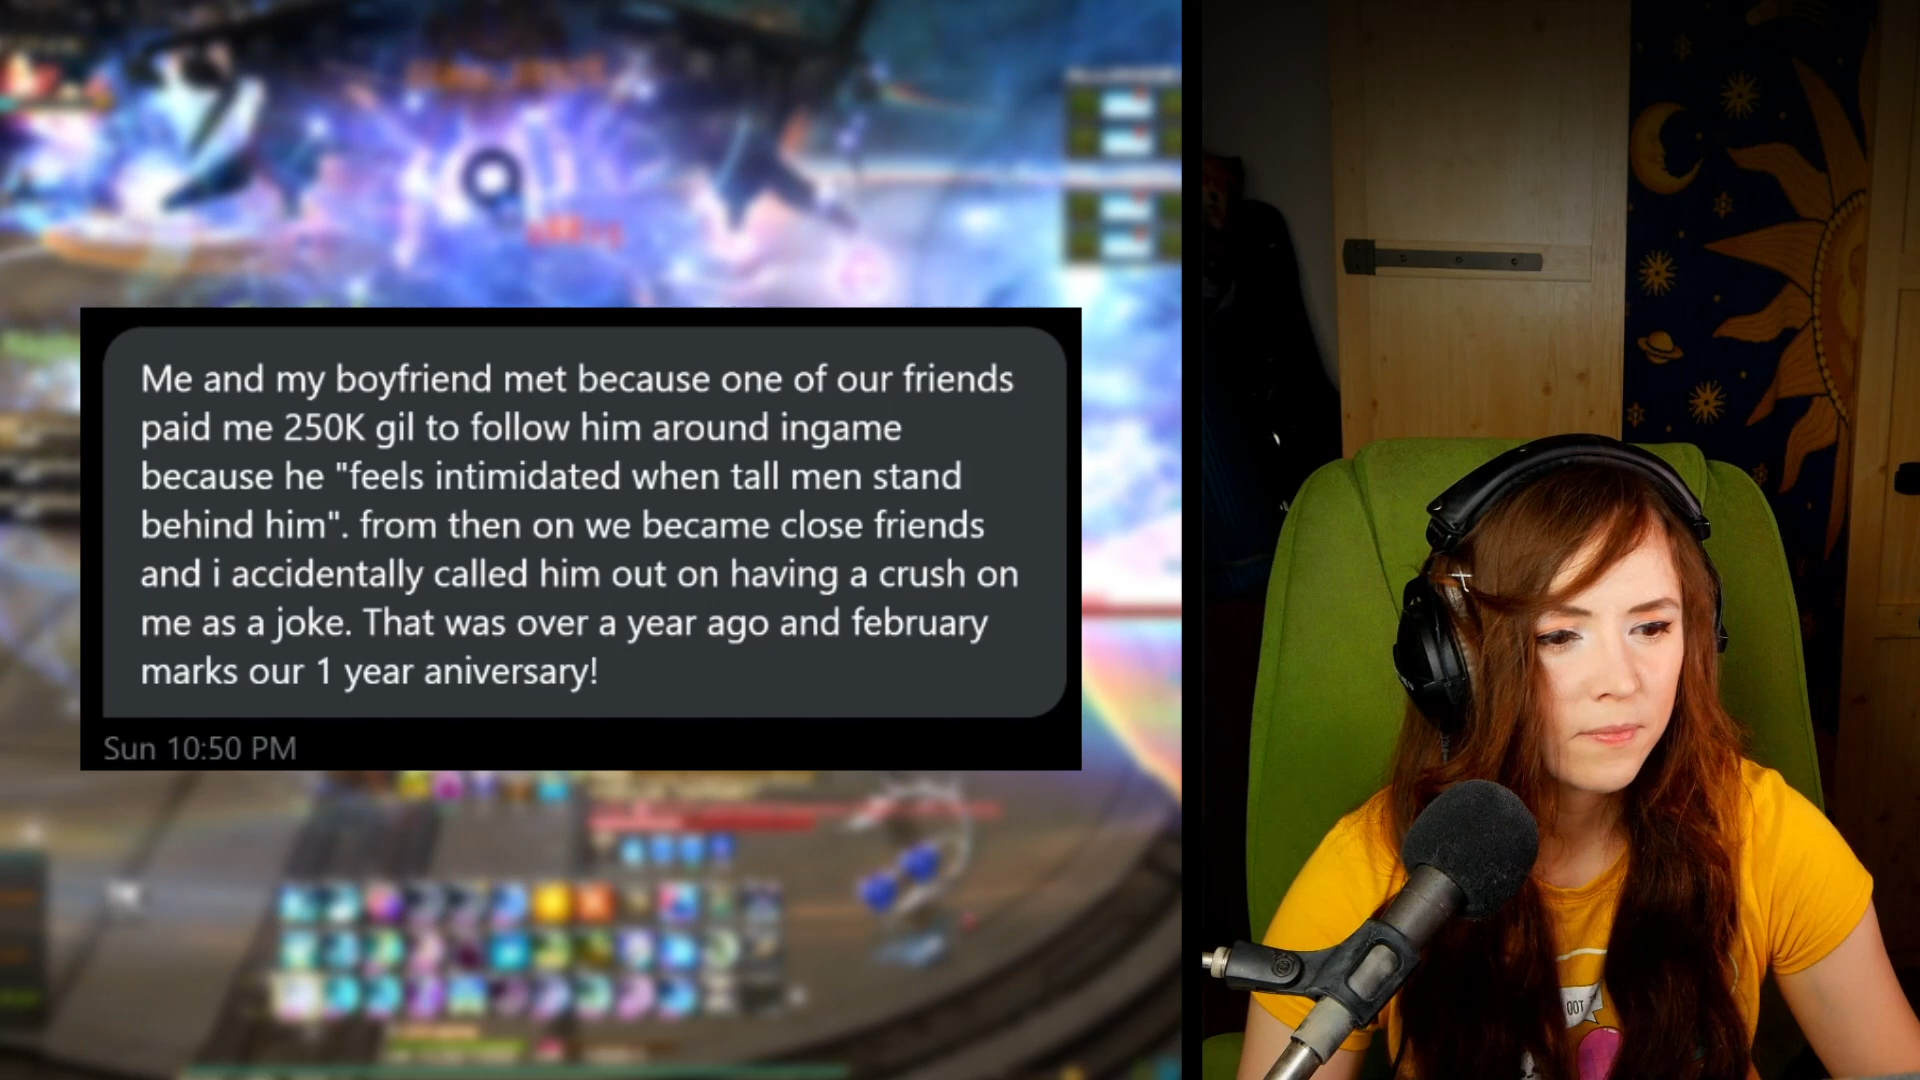 Me and my boyfriend met because one of our friends
paid me 250K gil to follow him around ingame
because he "feels intimidated when tall men stand
behind him". from then on we became close friends
and i accidentally called him out on having a crush on
me as a joke. That was over a year ago and february
marks our 1 year aniversary!
Sun 10:50 PM